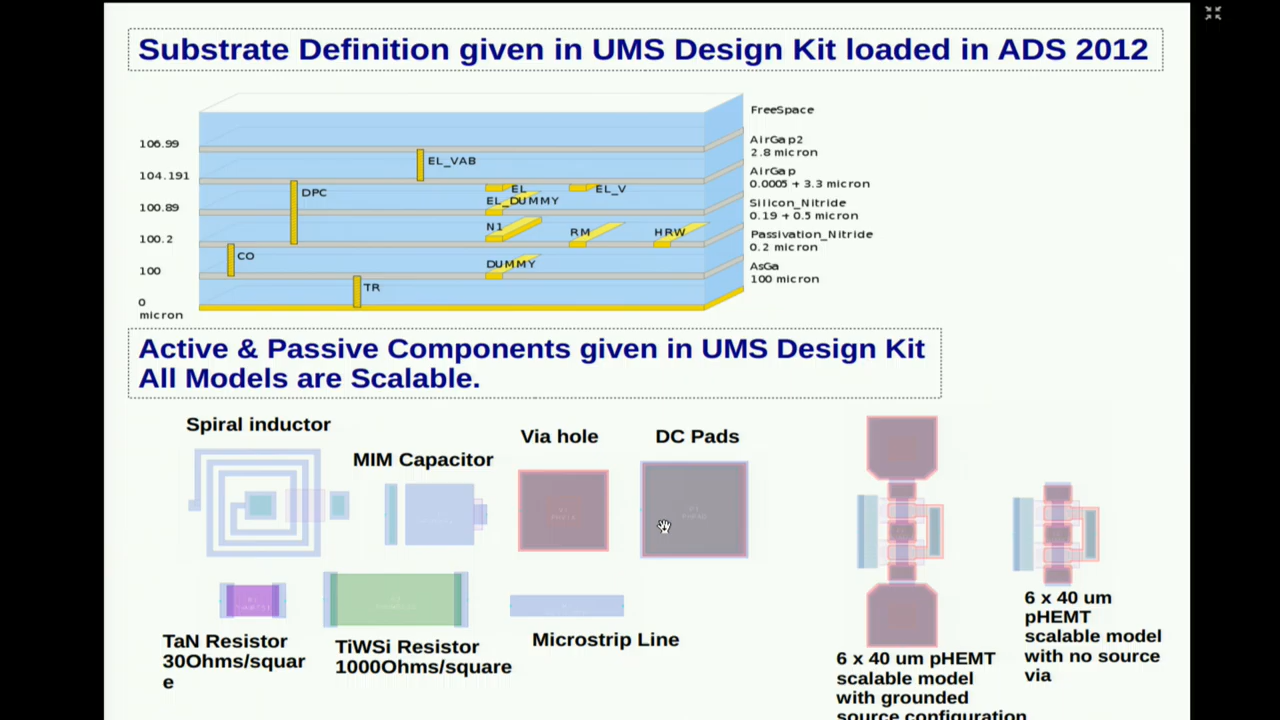 Substrate Definition given in UMS Design Kit loaded in ADS 2012
FreeSpace
106.99
AirGap2
2.8 micron
EL_VAB
104.191
AirGap
0.0005 + 3.3 micron
DPC
EL
EL_V
EL_DUMMY
100.89
Silicon_Nitride
0.19 + 0.5 micron
N1
RM
HRW
100.2
Passivation_Nitride
0.2 micron
CO
DUMMY
100
AsGa
100 micron
TR
0
micron
Active & Passive Components given in UMS Design Kit
All Models are Scalable.
Spiral inductor
MIM Capacitor
Via hole
DC Pads
TaN Resistor
30Ohms/squar
e
TiWSi Resistor
1000Ohms/square
Microstrip Line
6 x 40 um pHEMT
scalable model
with grounded
source configuration
6 x 40 um
pHEMT
scalable model
with no source
via